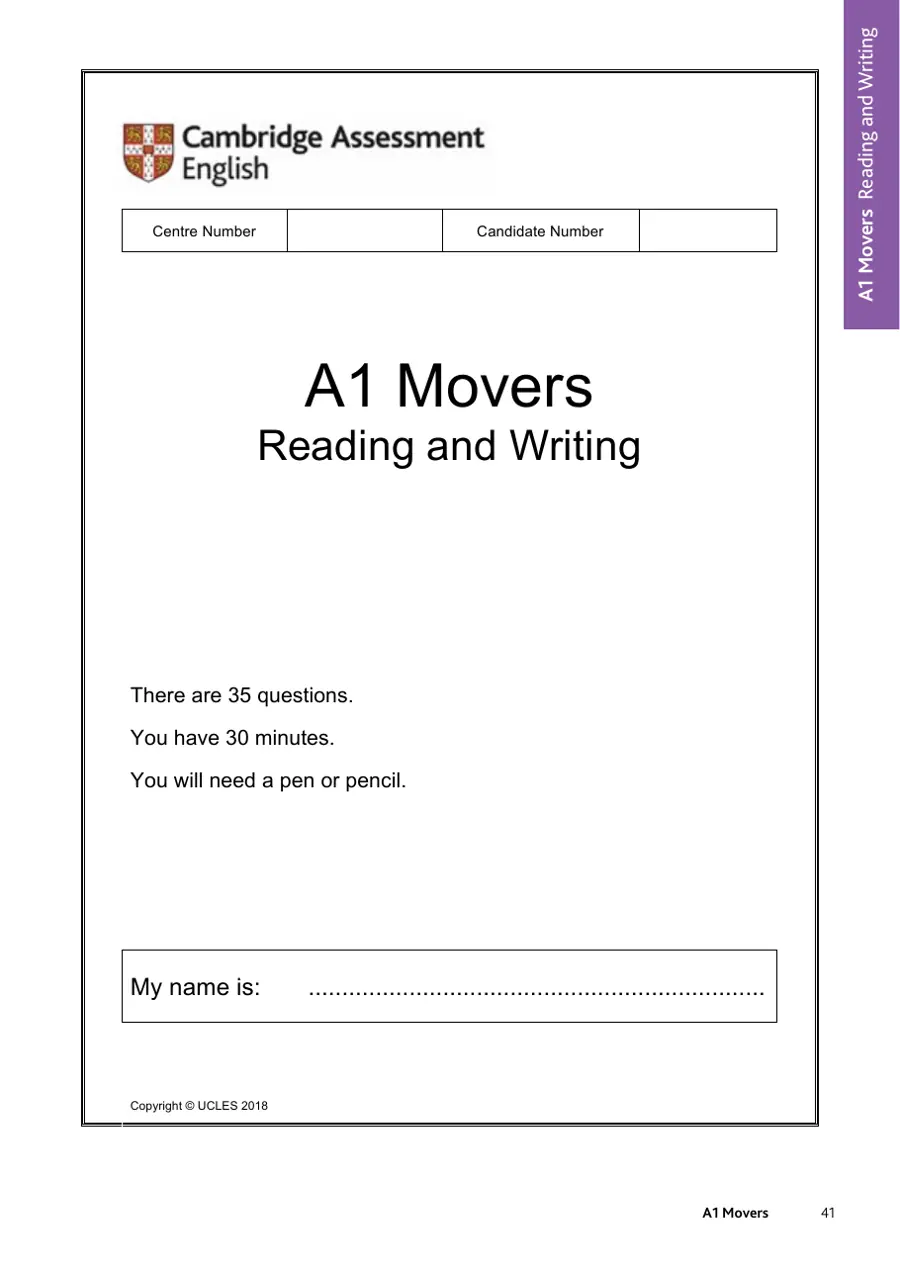 A1 Movers Reading and Writing
Cambridge Assessment
English
Centre Number Candidate Number
A1 Movers
Reading and Writing
There are 35 questions.
You have 30 minutes.
You will need a pen or pencil.
My name is: ....................................................................
Copyright © UCLES 2018
A1 Movers 41